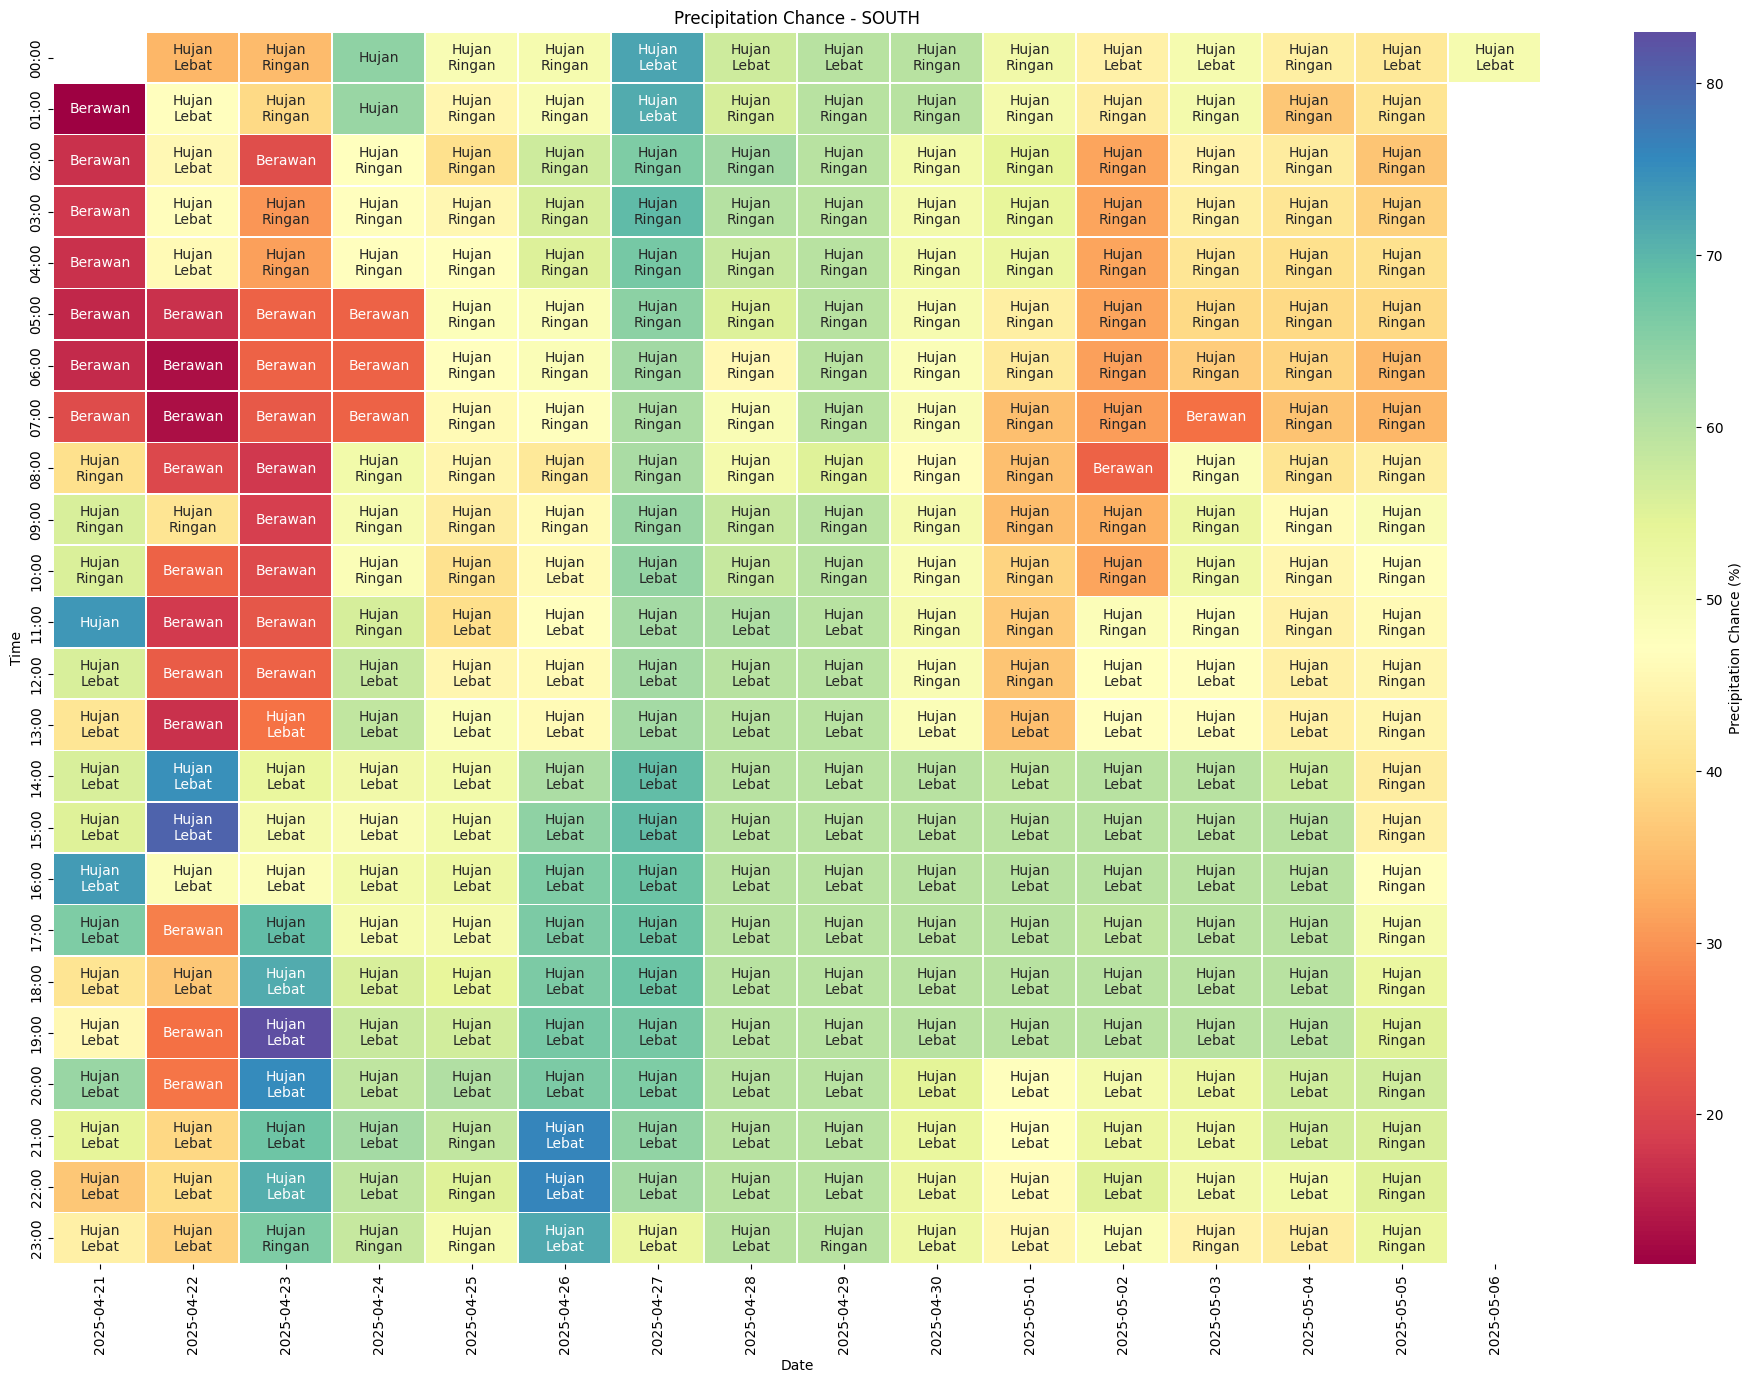 Precipitation Chance - SOUTH
00:00 Hujan Lebat Hujan Ringan Hujan Hujan Ringan Hujan Ringan Hujan Lebat Hujan Lebat Hujan Lebat Hujan Ringan Hujan Ringan Hujan Lebat Hujan Lebat Hujan Ringan Hujan Lebat Hujan Lebat
01:00 Berawan Hujan Lebat Hujan Ringan Hujan Hujan Ringan Hujan Ringan Hujan Lebat Hujan Ringan Hujan Ringan Hujan Ringan Hujan Ringan Hujan Ringan Hujan Ringan Hujan Ringan Hujan Ringan
02:00 Berawan Hujan Lebat Berawan Hujan Ringan Hujan Ringan Hujan Ringan Hujan Ringan Hujan Ringan Hujan Ringan Hujan Ringan Hujan Ringan Hujan Ringan Hujan Ringan Hujan Ringan Hujan Ringan
03:00 Berawan Hujan Lebat Hujan Ringan Hujan Ringan Hujan Ringan Hujan Ringan Hujan Ringan Hujan Ringan Hujan Ringan Hujan Ringan Hujan Ringan Hujan Ringan Hujan Ringan Hujan Ringan Hujan Ringan
04:00 Berawan Hujan Lebat Hujan Ringan Hujan Ringan Hujan Ringan Hujan Ringan Hujan Ringan Hujan Ringan Hujan Ringan Hujan Ringan Hujan Ringan Hujan Ringan Hujan Ringan Hujan Ringan Hujan Ringan
05:00 Berawan Berawan Berawan Berawan Hujan Ringan Hujan Ringan Hujan Ringan Hujan Ringan Hujan Ringan Hujan Ringan Hujan Ringan Hujan Ringan Hujan Ringan Hujan Ringan Hujan Ringan
06:00 Berawan Berawan Berawan Berawan Hujan Ringan Hujan Ringan Hujan Ringan Hujan Ringan Hujan Ringan Hujan Ringan Hujan Ringan Hujan Ringan Hujan Ringan Hujan Ringan Hujan Ringan
07:00 Berawan Berawan Berawan Berawan Hujan Ringan Hujan Ringan Hujan Ringan Hujan Ringan Hujan Ringan Hujan Ringan Hujan Ringan Hujan Ringan Berawan Hujan Ringan Hujan Ringan
08:00 Hujan Ringan Berawan Berawan Hujan Ringan Hujan Ringan Hujan Ringan Hujan Ringan Hujan Ringan Hujan Ringan Hujan Ringan Hujan Ringan Berawan Hujan Ringan Hujan Ringan Hujan Ringan
09:00 Hujan Ringan Hujan Ringan Berawan Hujan Ringan Hujan Ringan Hujan Ringan Hujan Ringan Hujan Ringan Hujan Ringan Hujan Ringan Hujan Ringan Hujan Ringan Hujan Ringan Hujan Ringan Hujan Ringan
10:00 Hujan Ringan Berawan Berawan Hujan Ringan Hujan Ringan Hujan Lebat Hujan Lebat Hujan Ringan Hujan Ringan Hujan Ringan Hujan Ringan Hujan Ringan Hujan Ringan Hujan Ringan Hujan Ringan
11:00 Hujan Berawan Berawan Hujan Ringan Hujan Lebat Hujan Lebat Hujan Lebat Hujan Lebat Hujan Lebat Hujan Ringan Hujan Ringan Hujan Ringan Hujan Ringan Hujan Ringan Hujan Ringan
12:00 Hujan Lebat Berawan Berawan Hujan Lebat Hujan Lebat Hujan Lebat Hujan Lebat Hujan Lebat Hujan Lebat Hujan Ringan Hujan Ringan Hujan Lebat Hujan Lebat Hujan Lebat Hujan Ringan
13:00 Hujan Lebat Berawan Hujan Lebat Hujan Lebat Hujan Lebat Hujan Lebat Hujan Lebat Hujan Lebat Hujan Lebat Hujan Lebat Hujan Lebat Hujan Lebat Hujan Lebat Hujan Lebat Hujan Ringan
14:00 Hujan Lebat Hujan Lebat Hujan Lebat Hujan Lebat Hujan Lebat Hujan Lebat Hujan Lebat Hujan Lebat Hujan Lebat Hujan Lebat Hujan Lebat Hujan Lebat Hujan Lebat Hujan Lebat Hujan Ringan
15:00 Hujan Lebat Hujan Lebat Hujan Lebat Hujan Lebat Hujan Lebat Hujan Lebat Hujan Lebat Hujan Lebat Hujan Lebat Hujan Lebat Hujan Lebat Hujan Lebat Hujan Lebat Hujan Lebat Hujan Ringan
16:00 Hujan Lebat Hujan Lebat Hujan Lebat Hujan Lebat Hujan Lebat Hujan Lebat Hujan Lebat Hujan Lebat Hujan Lebat Hujan Lebat Hujan Lebat Hujan Lebat Hujan Lebat Hujan Lebat Hujan Ringan
17:00 Hujan Lebat Berawan Hujan Lebat Hujan Lebat Hujan Lebat Hujan Lebat Hujan Lebat Hujan Lebat Hujan Lebat Hujan Lebat Hujan Lebat Hujan Lebat Hujan Lebat Hujan Lebat Hujan Ringan
18:00 Hujan Lebat Hujan Lebat Hujan Lebat Hujan Lebat Hujan Lebat Hujan Lebat Hujan Lebat Hujan Lebat Hujan Lebat Hujan Lebat Hujan Lebat Hujan Lebat Hujan Lebat Hujan Lebat Hujan Ringan
19:00 Hujan Lebat Berawan Hujan Lebat Hujan Lebat Hujan Lebat Hujan Lebat Hujan Lebat Hujan Lebat Hujan Lebat Hujan Lebat Hujan Lebat Hujan Lebat Hujan Lebat Hujan Lebat Hujan Ringan
20:00 Hujan Lebat Berawan Hujan Lebat Hujan Lebat Hujan Lebat Hujan Lebat Hujan Lebat Hujan Lebat Hujan Lebat Hujan Lebat Hujan Lebat Hujan Lebat Hujan Lebat Hujan Lebat Hujan Ringan
21:00 Hujan Lebat Hujan Lebat Hujan Lebat Hujan Lebat Hujan Ringan Hujan Lebat Hujan Lebat Hujan Lebat Hujan Lebat Hujan Lebat Hujan Lebat Hujan Lebat Hujan Lebat Hujan Lebat Hujan Ringan
22:00 Hujan Lebat Hujan Lebat Hujan Lebat Hujan Lebat Hujan Ringan Hujan Lebat Hujan Lebat Hujan Lebat Hujan Lebat Hujan Lebat Hujan Lebat Hujan Lebat Hujan Lebat Hujan Lebat Hujan Ringan
23:00 Hujan Lebat Hujan Lebat Hujan Ringan Hujan Ringan Hujan Ringan Hujan Lebat Hujan Lebat Hujan Lebat Hujan Ringan Hujan Lebat Hujan Lebat Hujan Lebat Hujan Ringan Hujan Lebat Hujan Ringan
Time
2025-04-21 2025-04-22 2025-04-23 2025-04-24 2025-04-25 2025-04-26 2025-04-27 2025-04-28 2025-04-29 2025-04-30 2025-05-01 2025-05-02 2025-05-03 2025-05-04 2025-05-05 2025-05-06
Date
80
70
60
50
40
30
20
Precipitation Chance (%)